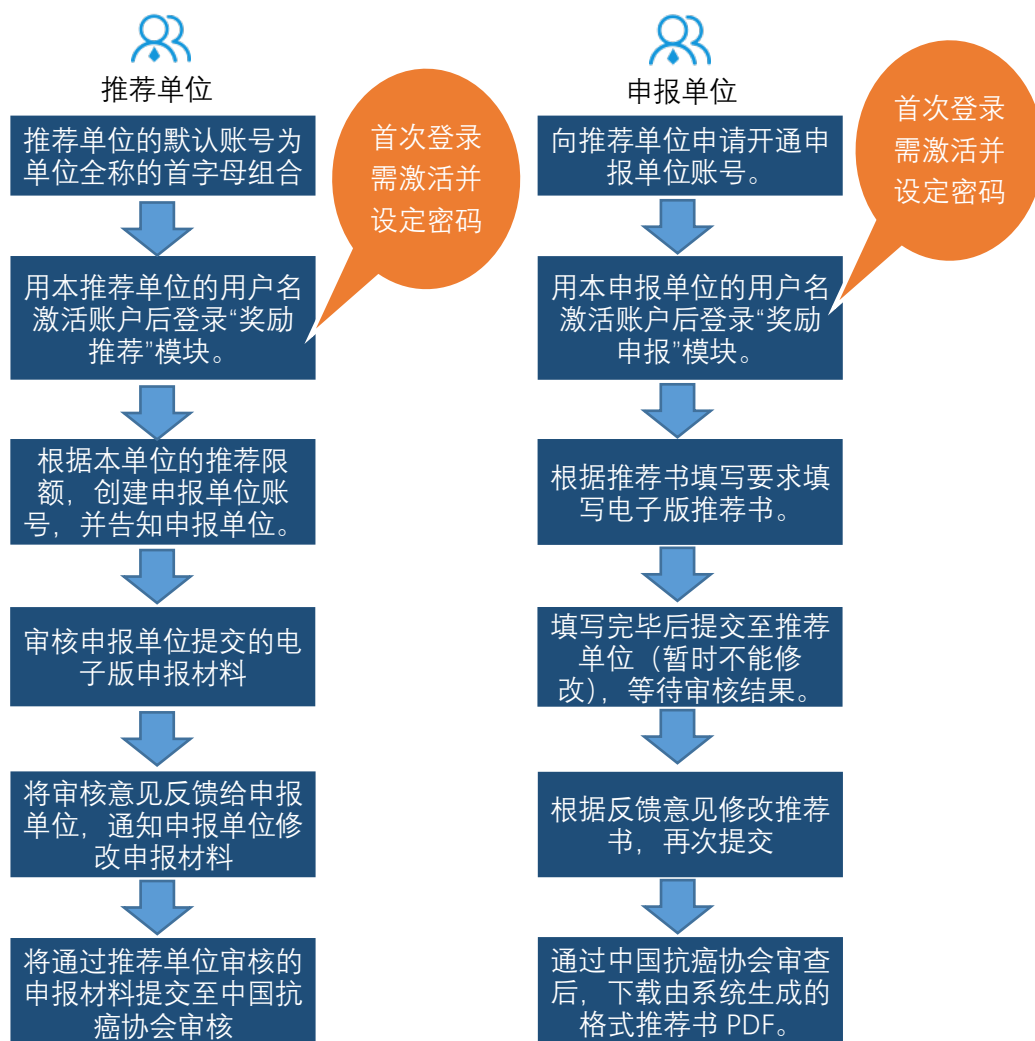 推荐单位
推荐单位的默认账号为
单位全称的首字母组合
首次登录
需激活并
设定密码
用本推荐单位的用户名
激活账户后登录“奖励
推荐”模块。
根据本单位的推荐限
额，创建申报单位账
号，并告知申报单位。
审核申报单位提交的电
子版申报材料
将审核意见反馈给申报
单位，通知申报单位修
改申报材料
将通过推荐单位审核的
申报材料提交至中国抗
癌协会审核
申报单位
向推荐单位申请开通申
报单位账号。
首次登录
需激活并
设定密码
用本申报单位的用户名
激活账户后登录“奖励
申报”模块。
根据推荐书填写要求填
写电子版推荐书。
填写完毕后提交至推荐
单位（暂时不能修
改），等待审核结果。
根据反馈意见修改推荐
书，再次提交
通过中国抗癌协会审查
后，下载由系统生成的
格式推荐书 PDF。